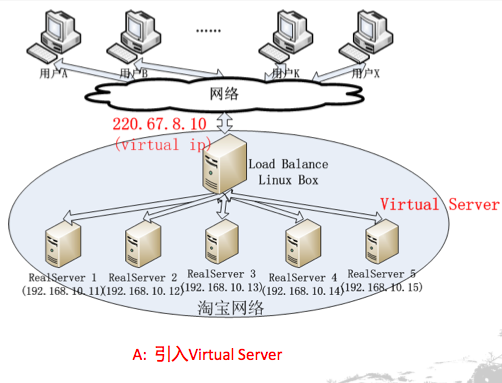 ......
用户A
用户B
用户K
用户X
网络
220.67.8.10
(virtual ip)
Load Balance
Linux Box
Virtual Server
RealServer 1
(192.168.10.11)
RealServer 2
(192.168.10.12)
RealServer 3
(192.168.10.13)
RealServer 4
(192.168.10.14)
RealServer 5
(192.168.10.15)
淘宝网络
A: 引入Virtual Server